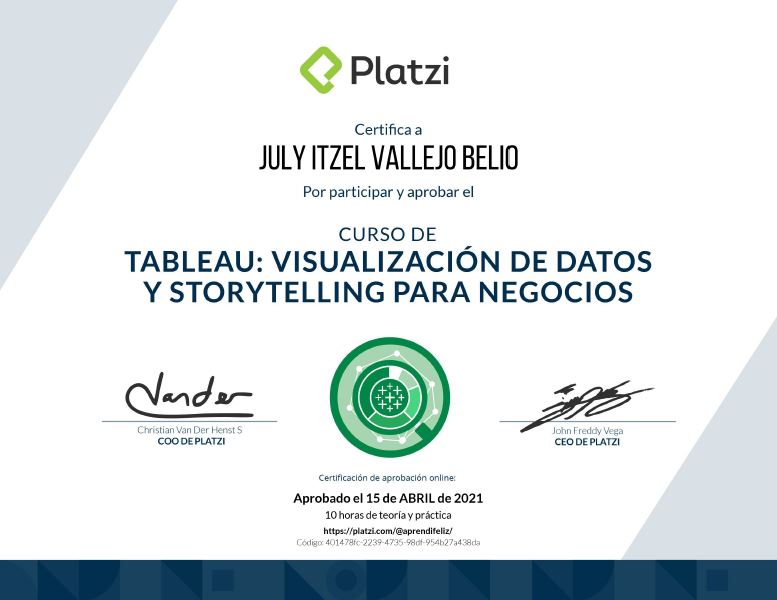 Platzi
Certifica a
JULY ITZEL VALLEJO BELIO
Por participar y aprobar el
CURSO DE
TABLEAU: VISUALIZACIÓN DE DATOS
Y STORYTELLING PARA NEGOCIOS
Vander
Christian Van Der Henst S
COO DE PLATZI
John Freddy Vega
CEO DE PLATZI
Certificación de aprobación online:
Aprobado el 15 de ABRIL de 2021
10 horas de teoría y práctica
https://platzi.com/@aprendifeliz/
Código: 401478fc-2239-4735-98df-954b27a438da